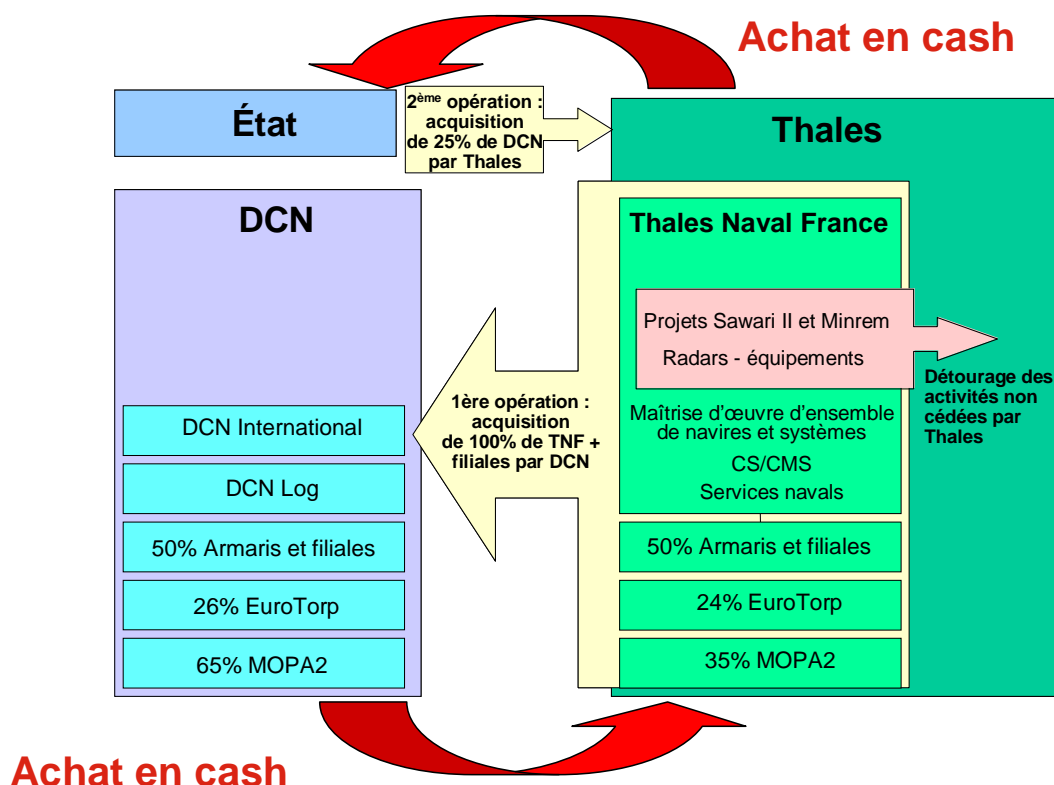 Achat en cash
État
2ème opération :
acquisition
de 25% de DCN
par Thales
Thales
DCN
Thales Naval France
Projets Sawari II et Minrem
Radars - équipements
Détourage des
activités non
cédées par
Thales
1ère opération :
acquisition
de 100% de TNF +
filiales par DCN
Maîtrise d’œuvre d’ensemble
de navires et systèmes
CS/CMS
Services navals
DCN International
DCN Log
50% Armaris et filiales
26% EuroTorp
65% MOPA2
50% Armaris et filiales
24% EuroTorp
35% MOPA2
Achat en cash